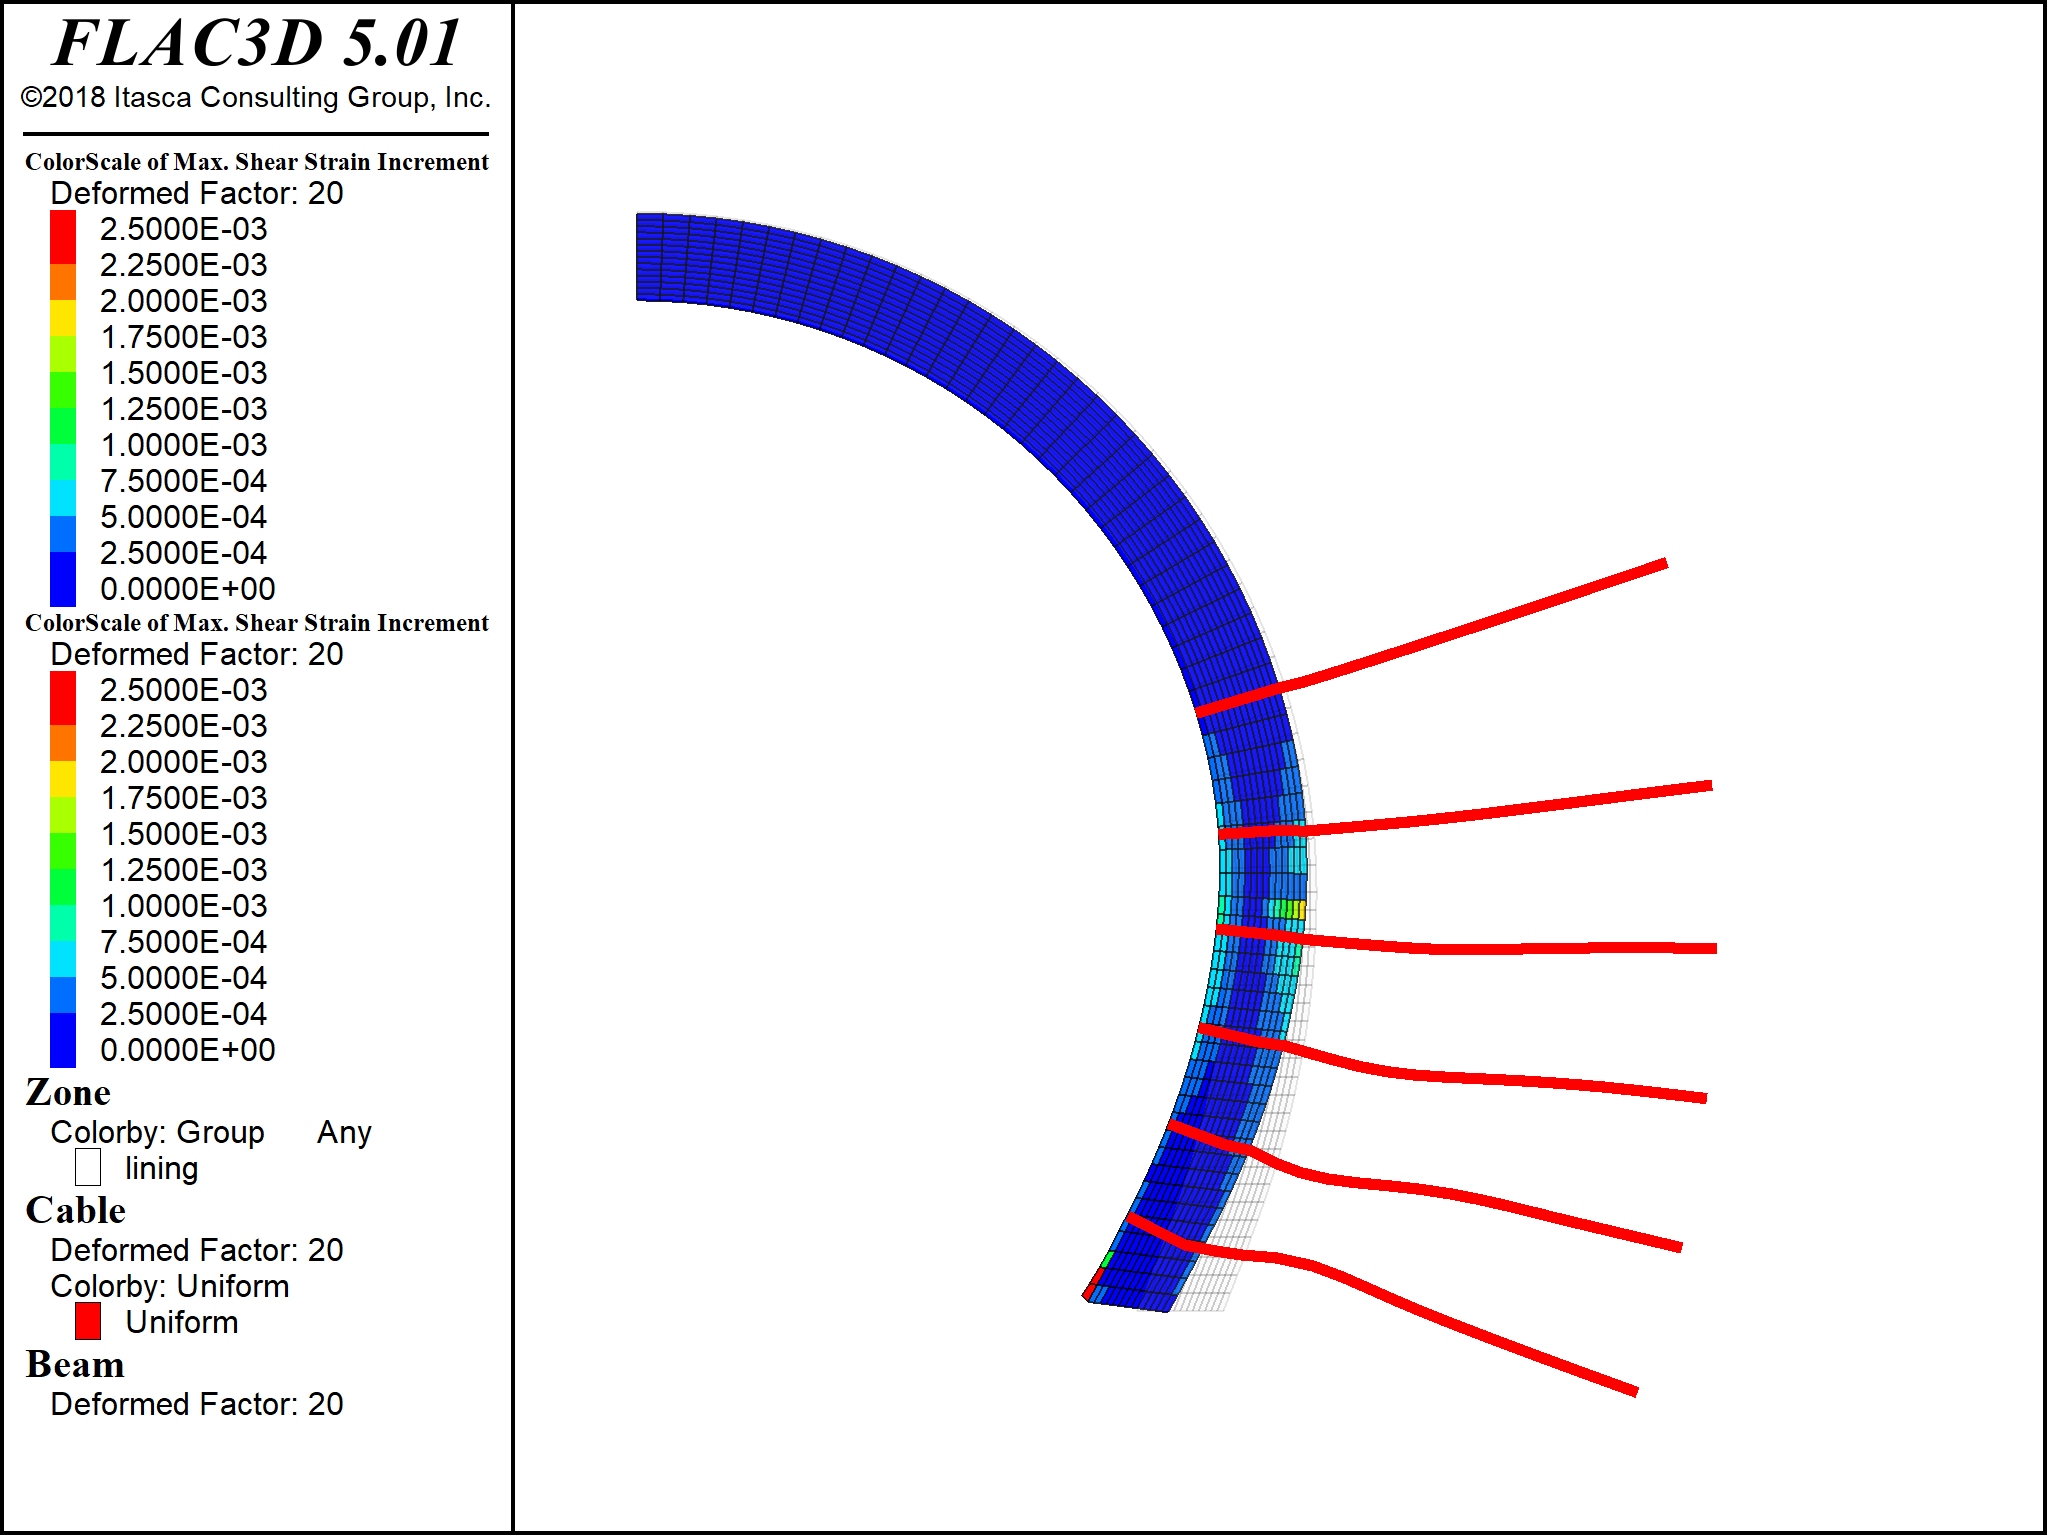 FLAC3D 5.01
©2018 Itasca Consulting Group, Inc.
ColorScale of Max. Shear Strain Increment
Deformed Factor: 20
2.5000E-03
2.2500E-03
2.0000E-03
1.7500E-03
1.5000E-03
1.2500E-03
1.0000E-03
7.5000E-04
5.0000E-04
2.5000E-04
0.0000E+00
ColorScale of Max. Shear Strain Increment
Deformed Factor: 20
2.5000E-03
2.2500E-03
2.0000E-03
1.7500E-03
1.5000E-03
1.2500E-03
1.0000E-03
7.5000E-04
5.0000E-04
2.5000E-04
0.0000E+00
Zone
Colorby: Group Any
lining
Cable
Deformed Factor: 20
Colorby: Uniform
Uniform
Beam
Deformed Factor: 20